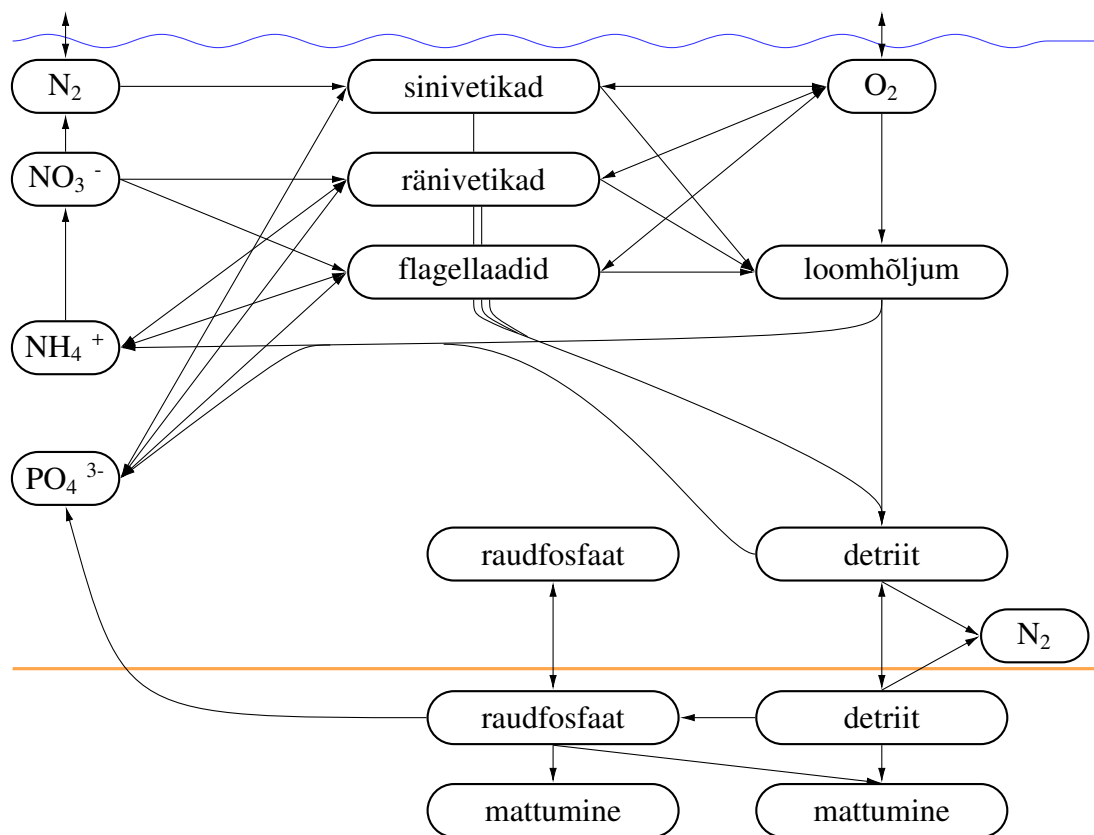 N₂
sinivetikad
O₂
NO₃ ⁻
ränivetikad
flagellaadid
loomhõljum
NH₄ ⁺
PO₄ ³⁻
raudfosfaat
detriit
N₂
raudfosfaat
detriit
mattumine
mattumine